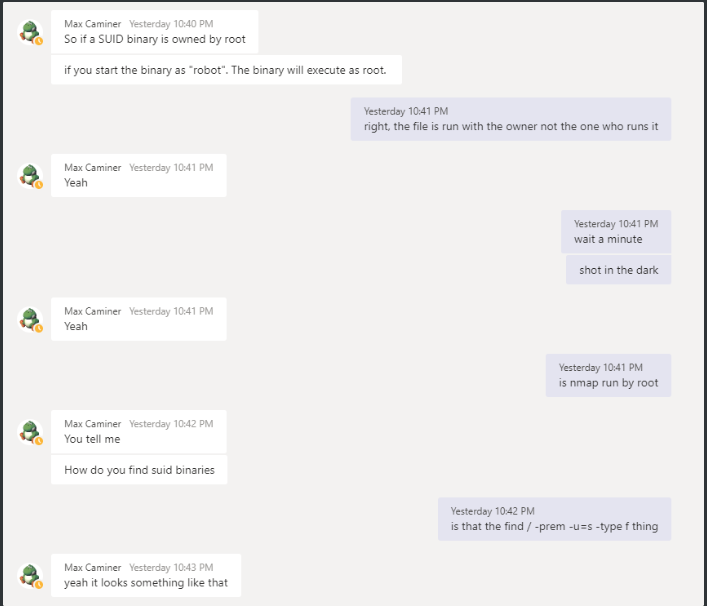 Max Caminer Yesterday 10:40 PM
So if a SUID binary is owned by root
if you start the binary as "robot". The binary will execute as root.
Yesterday 10:41 PM
right, the file is run with the owner not the one who runs it
Max Caminer Yesterday 10:41 PM
Yeah
Yesterday 10:41 PM
wait a minute
shot in the dark
Max Caminer Yesterday 10:41 PM
Yeah
Yesterday 10:41 PM
is nmap run by root
Max Caminer Yesterday 10:42 PM
You tell me
How do you find suid binaries
Yesterday 10:42 PM
is that the find / -prem -u=s -type f thing
Max Caminer Yesterday 10:43 PM
yeah it looks something like that